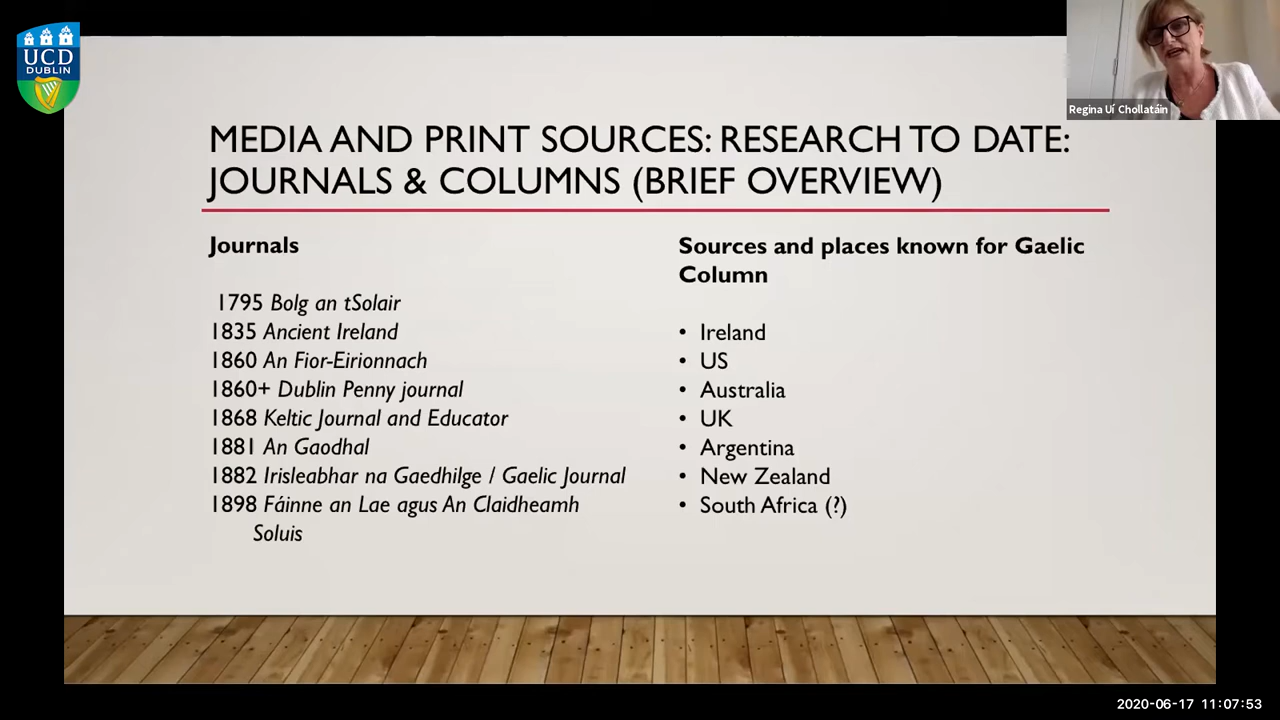 UCD
DUBLIN
Regina Uí Chollatáin
MEDIA AND PRINT SOURCES: RESEARCH TO DATE:
JOURNALS & COLUMNS (BRIEF OVERVIEW)
Journals
1795 Bolg an tSolair
1835 Ancient Ireland
1860 An Fior-Eirionnach
1860+ Dublin Penny journal
1868 Keltic Journal and Educator
1881 An Gaodhal
1882 Irisleabhar na Gaedhilge / Gaelic Journal
1898 Fáinne an Lae agus An Claidheamh
Soluis
Sources and places known for Gaelic
Column
• Ireland
• US
• Australia
• UK
• Argentina
• New Zealand
• South Africa (?)
2020-06-17 11:07:53